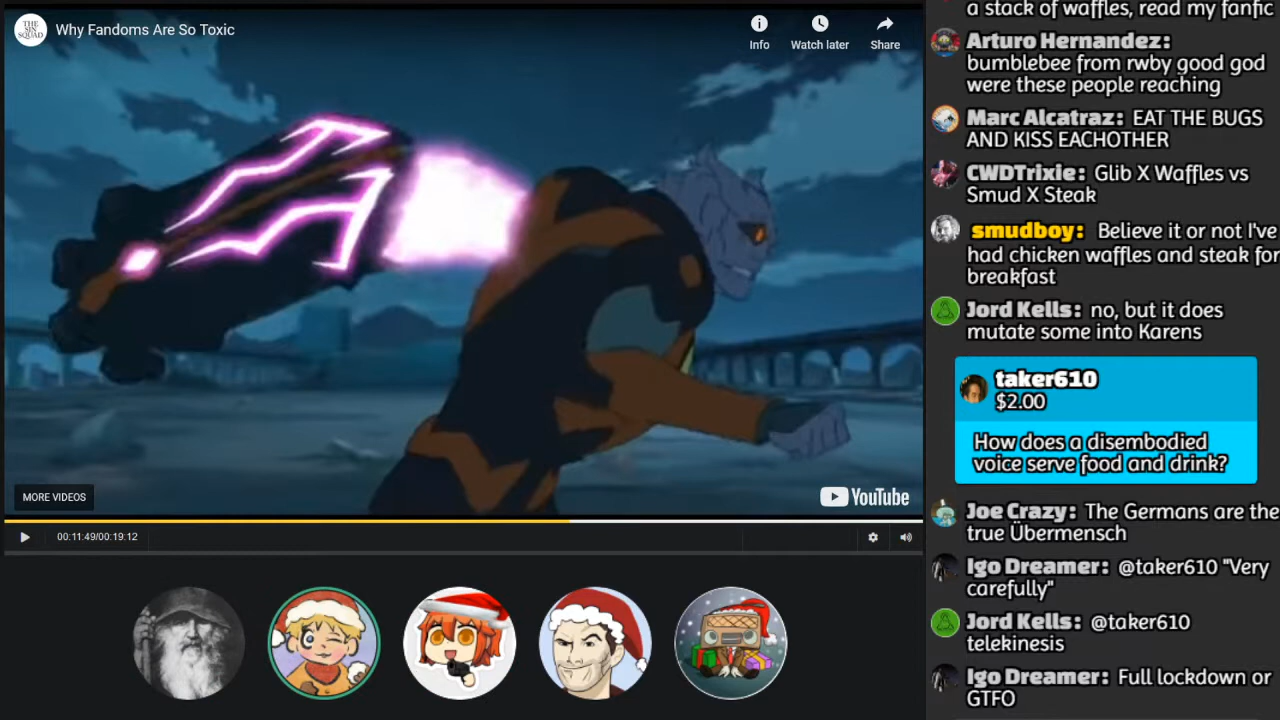 THE
SIN
SQUAD
Why Fandoms Are So Toxic
Info
Watch later
Share
MORE VIDEOS
YouTube
00:11:49/00:19:12
a stack of waffles, read my fanfic
Arturo Hernandez:
bumblebee from rwby good god
were these people reaching
Marc Alcatraz: EAT THE BUGS
AND KISS EACHOTHER
CWDTrixie: Glib X Waffles vs
Smud X Steak
smudboy: Believe it or not I've
had chicken waffles and steak for
breakfast
Jord Kells: no, but it does
mutate some into Karens
taker610
$2.00
How does a disembodied
voice serve food and drink?
Joe Crazy: The Germans are the
true Übermensch
Igo Dreamer: @taker610 "Very
carefully"
Jord Kells: @taker610
telekinesis
Igo Dreamer: Full lockdown or
GTFO